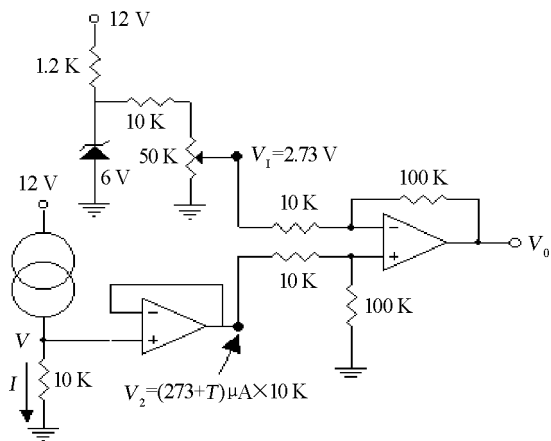 12 V
1.2 K
10 K
50 K
6 V
V₁=2.73 V
12 V
10 K
100 K
−
+
V₀
10 K
100 K
−
+
V
I
10 K
V₂=(273+T) μA×10 K